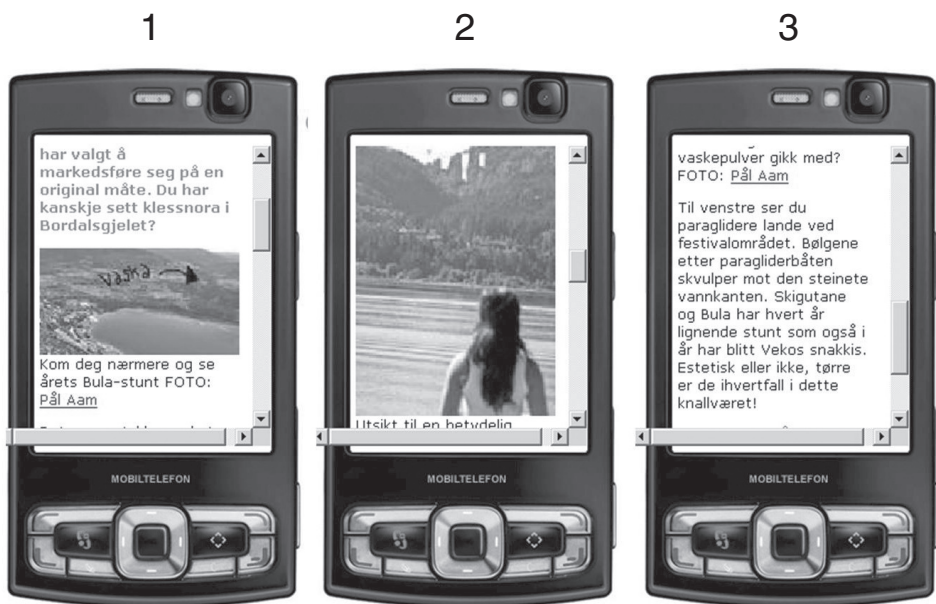 1
2
3
har valgt å
markedsføre seg på en
original måte. Du har
kanskje sett klessnora i
Bordalsgjelet?
Vaska
Kom deg nærmere og se
årets Bula-stunt FOTO:
Pål Aam
MOBILTELEFON
Utsikt til en betydelig
MOBILTELEFON
vaskepulver gikk med?
FOTO: Pål Aam
Til venstre ser du
paraglidere lande ved
festivalområdet. Bølgene
etter paragliderbåten
skvulper mot den steinete
vannkanten. Skigutane
og Bula har hvert år
lignende stunt som også i
år har blitt Vekos snakkis.
Estetisk eller ikke, tørre
er de ihvertfall i dette
knallværet!
MOBILTELEFON